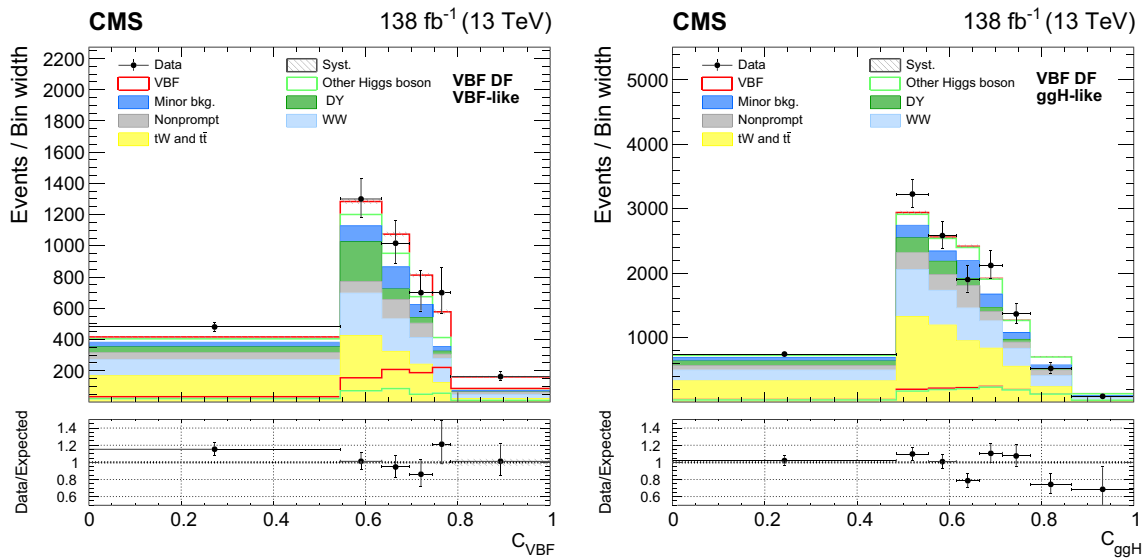 CMS 138 fb⁻¹ (13 TeV)
Events / Bin width
2200
2000
1800
1600
1400
1200
1000
800
600
400
200
Data
VBF
Minor bkg.
Nonprompt
tW and tt̄
Syst.
Other Higgs boson
DY
WW
VBF DF
VBF-like
Data/Expected
1.4
1.2
1
0.8
0.6
0 0.2 0.4 0.6 0.8 1
C_VBF
CMS 138 fb⁻¹ (13 TeV)
Events / Bin width
5000
4000
3000
2000
1000
Data
VBF
Minor bkg.
Nonprompt
tW and tt̄
Syst.
Other Higgs boson
DY
WW
VBF DF
ggH-like
Data/Expected
1.4
1.2
1
0.8
0.6
0 0.2 0.4 0.6 0.8 1
C_ggH